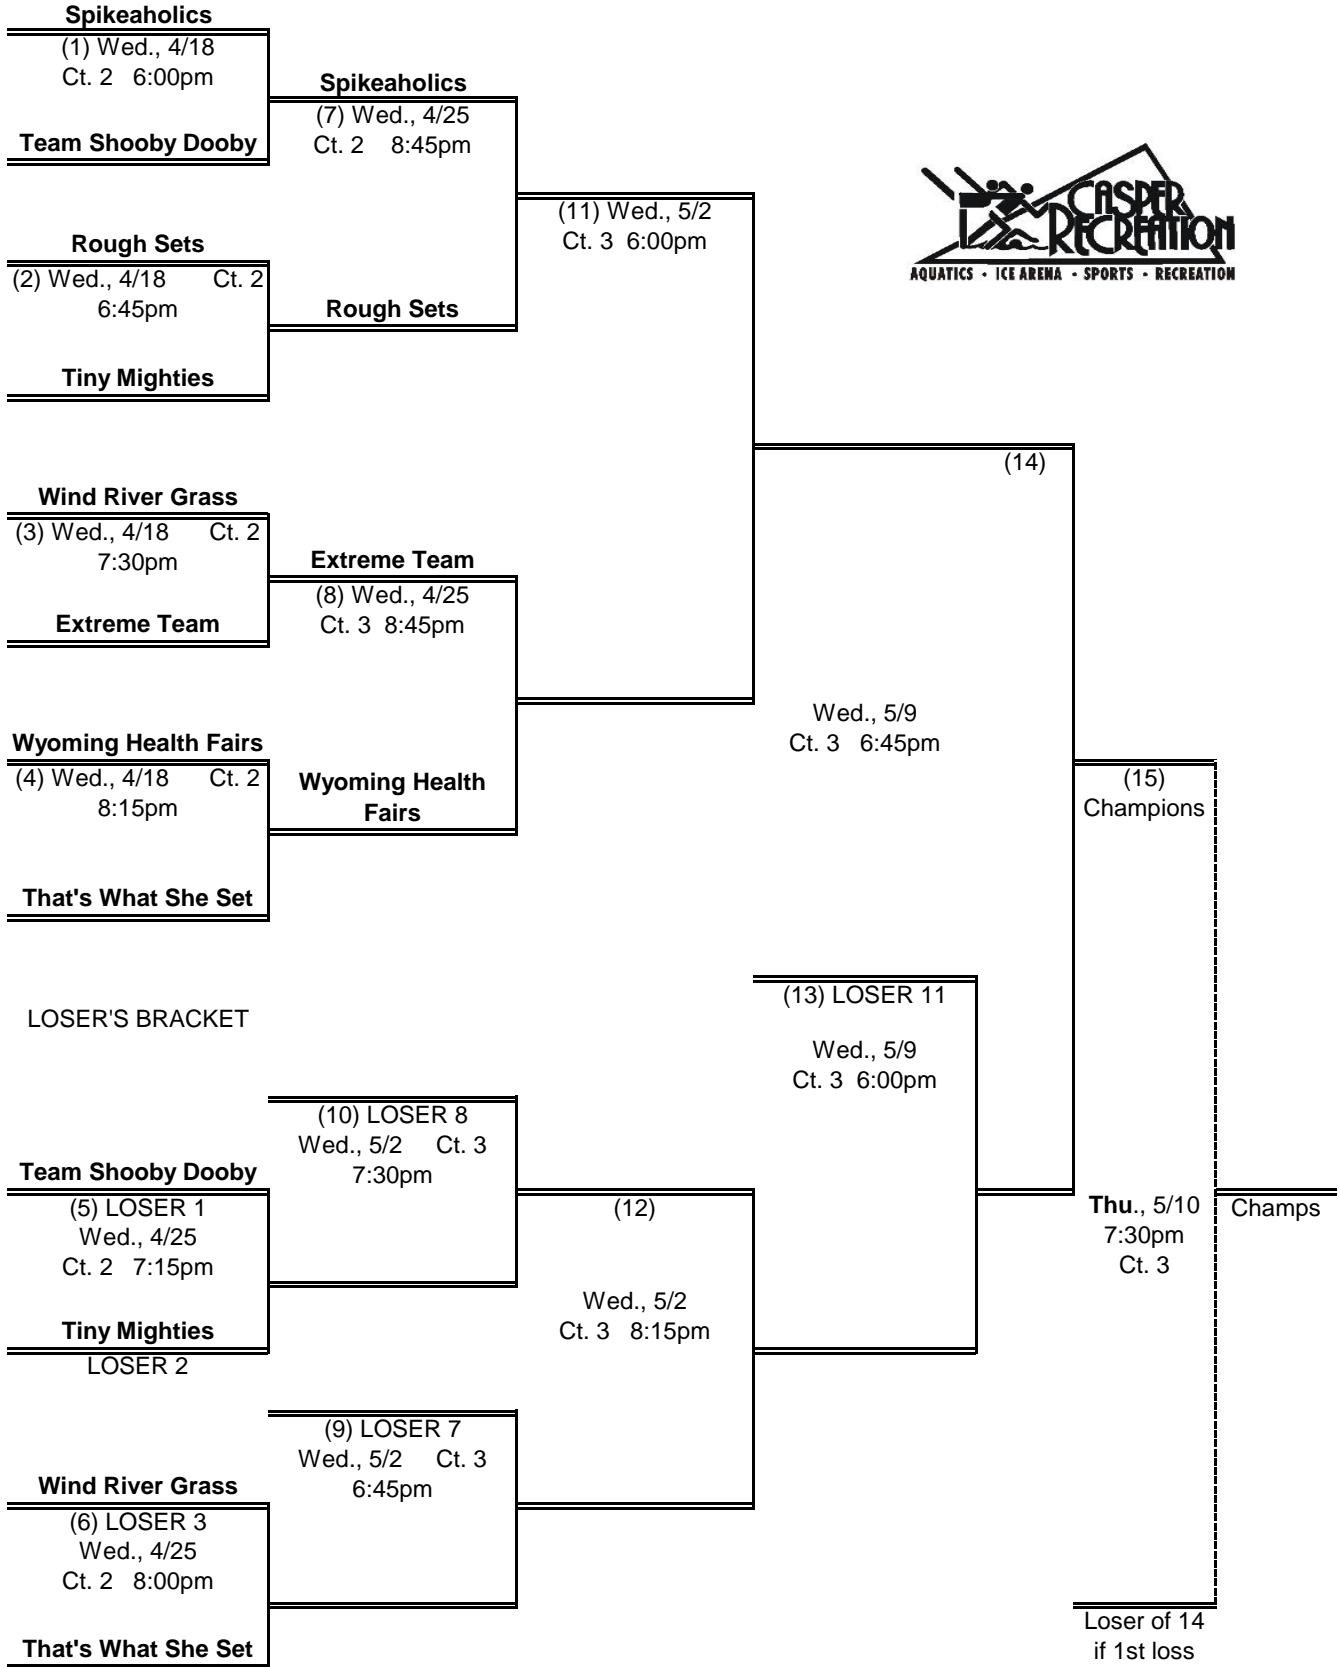 Spikeaholics
(1) Wed., 4/18
Ct. 2 6:00pm
Team Shooby Dooby
Rough Sets
(2) Wed., 4/18 Ct. 2
6:45pm
Tiny Mighties
Wind River Grass
(3) Wed., 4/18 Ct. 2
7:30pm
Extreme Team
Wyoming Health Fairs
(4) Wed., 4/18 Ct. 2
8:15pm
That's What She Set
Spikeaholics
(7) Wed., 4/25
Ct. 2 8:45pm
Rough Sets
Extreme Team
(8) Wed., 4/25
Ct. 3 8:45pm
Wyoming Health
Fairs
(11) Wed., 5/2
Ct. 3 6:00pm
CASPER
RECREATION
AQUATICS • ICE ARENA • SPORTS • RECREATION
(14)
Wed., 5/9
Ct. 3 6:45pm
(15)
Champions
LOSER'S BRACKET
Team Shooby Dooby
(5) LOSER 1
Wed., 4/25
Ct. 2 7:15pm
Tiny Mighties
LOSER 2
Wind River Grass
(6) LOSER 3
Wed., 4/25
Ct. 2 8:00pm
That's What She Set
(10) LOSER 8
Wed., 5/2 Ct. 3
7:30pm
(9) LOSER 7
Wed., 5/2 Ct. 3
6:45pm
(12)
Wed., 5/2
Ct. 3 8:15pm
(13) LOSER 11
Wed., 5/9
Ct. 3 6:00pm
Thu., 5/10
7:30pm
Ct. 3
Champs
Loser of 14
if 1st loss